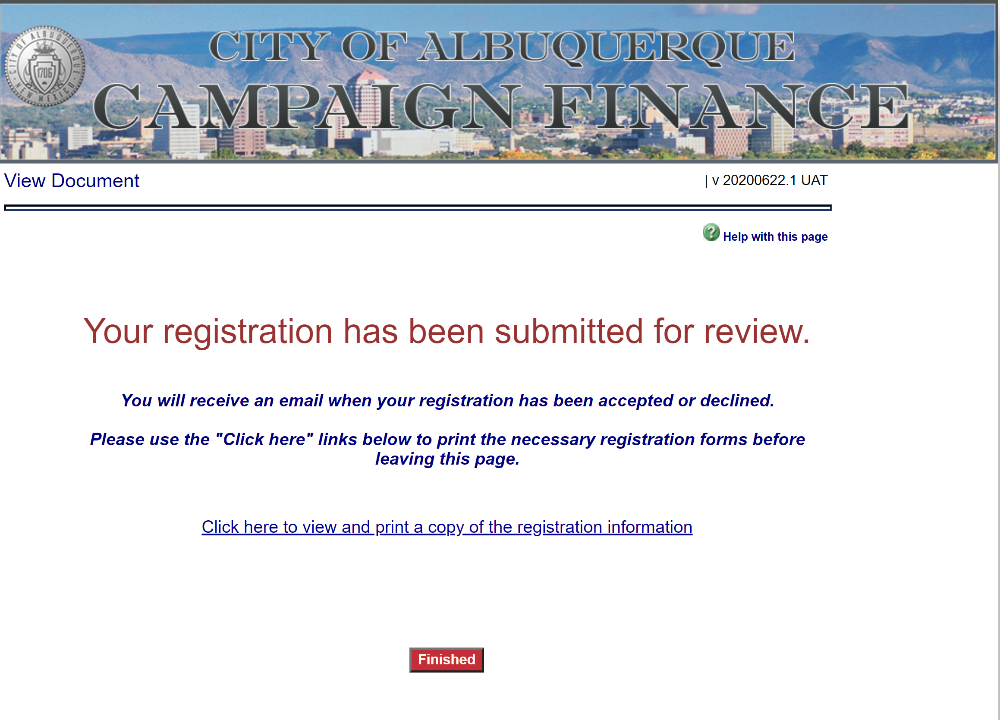 CITY OF ALBUQUERQUE
CAMPAIGN FINANCE
CITY OF ALBUQUERQUE
1706
NEW MEXICO
View Document
| v 20200622.1 UAT
? Help with this page
Your registration has been submitted for review.
You will receive an email when your registration has been accepted or declined.
Please use the "Click here" links below to print the necessary registration forms before
leaving this page.
Click here to view and print a copy of the registration information
Finished